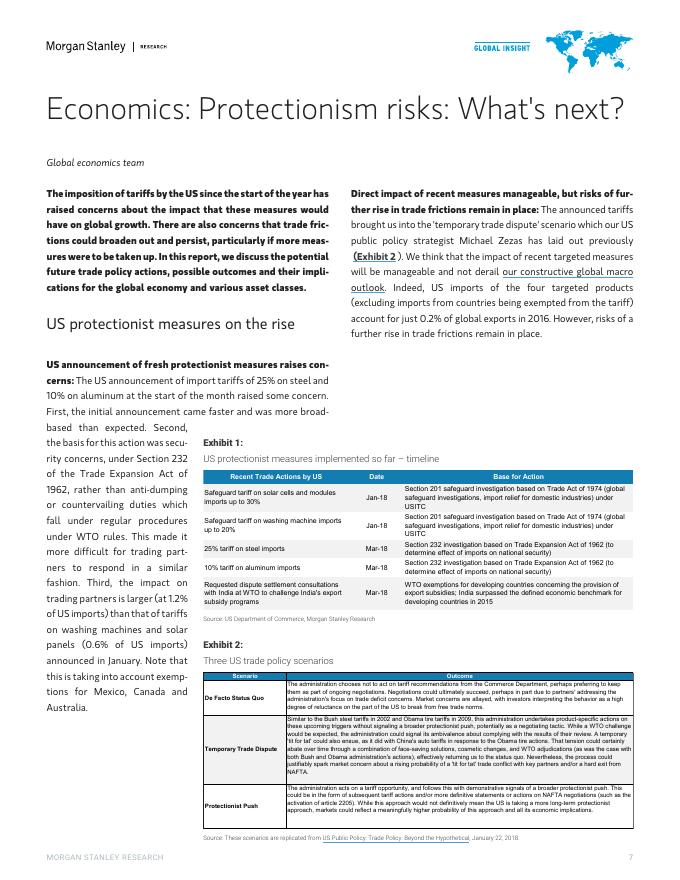 Morgan Stanley | RESEARCH
GLOBAL INSIGHT
Economics: Protectionism risks: What's next?
Global economics team
The imposition of tariffs by the US since the start of the year has
raised concerns about the impact that these measures would
have on global growth. There are also concerns that trade fric-
tions could broaden out and persist, particularly if more meas-
ures were to be taken up. In this report, we discuss the potential
future trade policy actions, possible outcomes and their impli-
cations for the global economy and various asset classes.
US protectionist measures on the rise
US announcement of fresh protectionist measures raises con-
cerns: The US announcement of import tariffs of 25% on steel and
10% on aluminum at the start of the month raised some concern.
First, the initial announcement came faster and was more broad-
based than expected. Second,
the basis for this action was secu-
rity concerns, under Section 232
of the Trade Expansion Act of
1962, rather than anti-dumping
or countervailing duties which
fall under regular procedures
under WTO rules. This made it
more difficult for trading part-
ners to respond in a similar
fashion. Third, the impact on
trading partners is larger (at 1.2%
of US imports) than that of tariffs
on washing machines and solar
panels (0.6% of US imports)
announced in January. Note that
this is taking into account exemp-
tions for Mexico, Canada and
Australia.
Direct impact of recent measures manageable, but risks of fur-
ther rise in trade frictions remain in place: The announced tariffs
brought us into the 'temporary trade dispute' scenario which our US
public policy strategist Michael Zezas has laid out previously
(Exhibit 2 ). We think that the impact of recent targeted measures
will be manageable and not derail our constructive global macro
outlook. Indeed, US imports of the four targeted products
(excluding imports from countries being exempted from the tariff)
account for just 0.2% of global exports in 2016. However, risks of a
further rise in trade frictions remain in place.
Exhibit 1:
US protectionist measures implemented so far – timeline
Recent Trade Actions by US Date Base for Action
Safeguard tariff on solar cells and modules
imports up to 30%
Jan-18
Section 201 safeguard investigation based on Trade Act of 1974 (global
safeguard investigations, import relief for domestic industries) under
USITC
Safeguard tariff on washing machine imports
up to 20%
Jan-18
Section 201 safeguard investigation based on Trade Act of 1974 (global
safeguard investigations, import relief for domestic industries) under
USITC
25% tariff on steel imports
Mar-18
Section 232 investigation based on Trade Expansion Act of 1962 (to
determine effect of imports on national security)
10% tariff on aluminum imports
Mar-18
Section 232 investigation based on Trade Expansion Act of 1962 (to
determine effect of imports on national security)
Requested dispute settlement consultations
with India at WTO to challenge India's export
subsidy programs
Mar-18
WTO exemptions for developing countries concerning the provision of
export subsidies; India surpassed the defined economic benchmark for
developing countries in 2015
Source: US Department of Commerce, Morgan Stanley Research
Exhibit 2:
Three US trade policy scenarios
Scenario Outcome
De Facto Status Quo
The administration chooses not to act on tariff recommendations from the Commerce Department, perhaps preferring to keep
them as part of ongoing negotiations. Negotiations could ultimately succeed, perhaps in part due to partners' addressing the
administration's focus on trade deficit concerns. Market concerns are allayed, with investors interpreting the behavior as a high
degree of reluctance on the part of the US to break from free trade norms.
Temporary Trade Dispute
Similar to the Bush steel tariffs in 2002 and Obama tire tariffs in 2009, this administration undertakes product-specific actions on
these upcoming triggers without signaling a broader protectionist push, potentially as a negotiating tactic. While a WTO challenge
would be expected, the administration could signal its ambivalence about complying with the results of their review. A temporary
'tit for tat' could also ensue, as it did with China's auto tariffs in response to the Obama tire actions. That tension could certainly
abate over time through a combination of face-saving solutions, cosmetic changes, and WTO adjudications (as was the case with
both Bush and Obama administration's actions), effectively returning us to the status quo. Nevertheless, the process could
justifiably spark market concern about a rising probability of a 'tit for tat' trade conflict with key partners and/or a hard exit from
NAFTA.
Protectionist Push
The administration acts on a tariff opportunity, and follows this with demonstrative signals of a broader protectionist push. This
could be in the form of subsequent tariff actions and/or more definitive statements or actions on NAFTA negotiations (such as the
activation of article 2205). While this approach would not definitively mean the US is taking a more long-term protectionist
approach, markets could reflect a meaningfully higher probability of this approach and all its economic implications.
Source: These scenarios are replicated from US Public Policy: Trade Policy: Beyond the Hypothetical, January 22, 2018.
MORGAN STANLEY RESEARCH
7